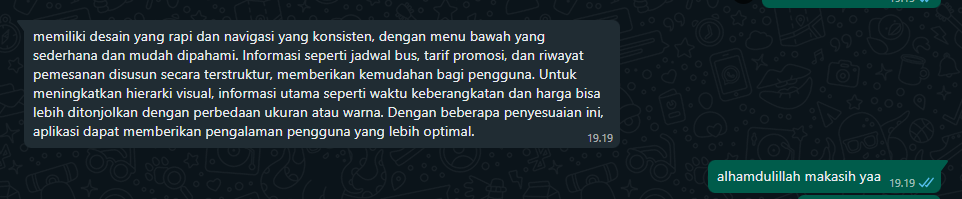 19.19
memiliki desain yang rapi dan navigasi yang konsisten, dengan menu bawah yang
sederhana dan mudah dipahami. Informasi seperti jadwal bus, tarif promosi, dan riwayat
pemesanan disusun secara terstruktur, memberikan kemudahan bagi pengguna. Untuk
meningkatkan hierarki visual, informasi utama seperti waktu keberangkatan dan harga bisa
lebih ditonjolkan dengan perbedaan ukuran atau warna. Dengan beberapa penyesuaian ini,
aplikasi dapat memberikan pengalaman pengguna yang lebih optimal.
19.19
alhamdulillah makasih yaa 19.19